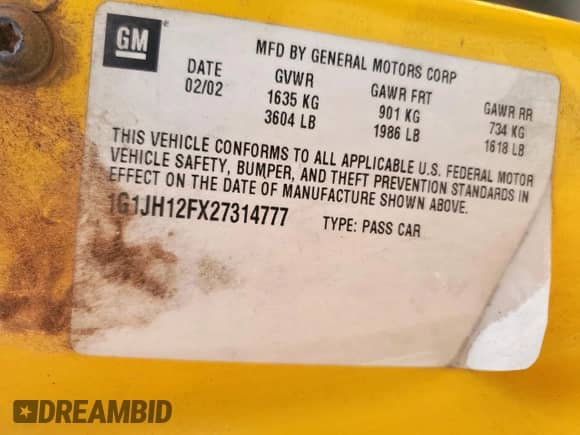 GM
MFD BY GENERAL MOTORS CORP
DATE GVWR GAWR FRT GAWR RR
02/02 1635 KG 901 KG 734 KG
3604 LB 1986 LB 1618 LB
THIS VEHICLE CONFORMS TO ALL APPLICABLE U.S. FEDERAL MOTOR
VEHICLE SAFETY, BUMPER, AND THEFT PREVENTION STANDARDS IN
EFFECT ON THE DATE OF MANUFACTURE SHOWN ABOVE.
1G1JH12FX27314777 TYPE: PASS CAR
DREAMBID